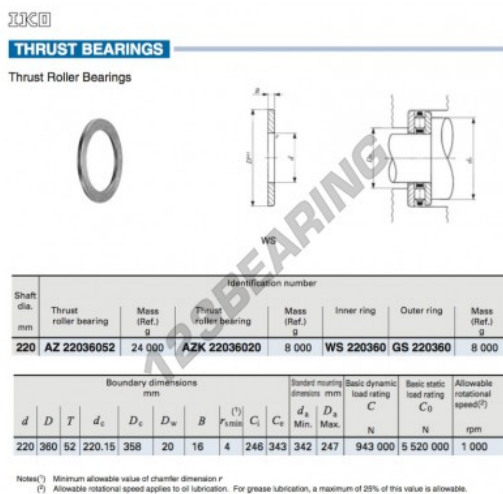 IKO
THRUST BEARINGS
Thrust Roller Bearings
B
r
D
d
Da
da
WS
123BEARING
Identification number
Shaft dia. mm Thrust roller bearing Mass (Ref.) g Thrust roller bearing Mass (Ref.) g Inner ring Outer ring Mass (Ref.) g
220 AZ 22036052 24 000 AZK 22036020 8 000 WS 220360 GS 220360 8 000
Boundary dimensions mm Standard mounting dimensions mm Basic dynamic load rating C N Basic static load rating C0 N Allowable rotational speed(2) rpm
d D T dc Dc Dw B rsmin(1) Ci Ce da Min. Da Max.
220 360 52 220.15 358 20 16 4 246 343 342 247 943 000 5 520 000 1 000
Notes(1) Minimum allowable value of chamfer dimension r
(2) Allowable rotational speed applies to oil lubrication. For grease lubrication, a maximum of 25% of this value is allowable.